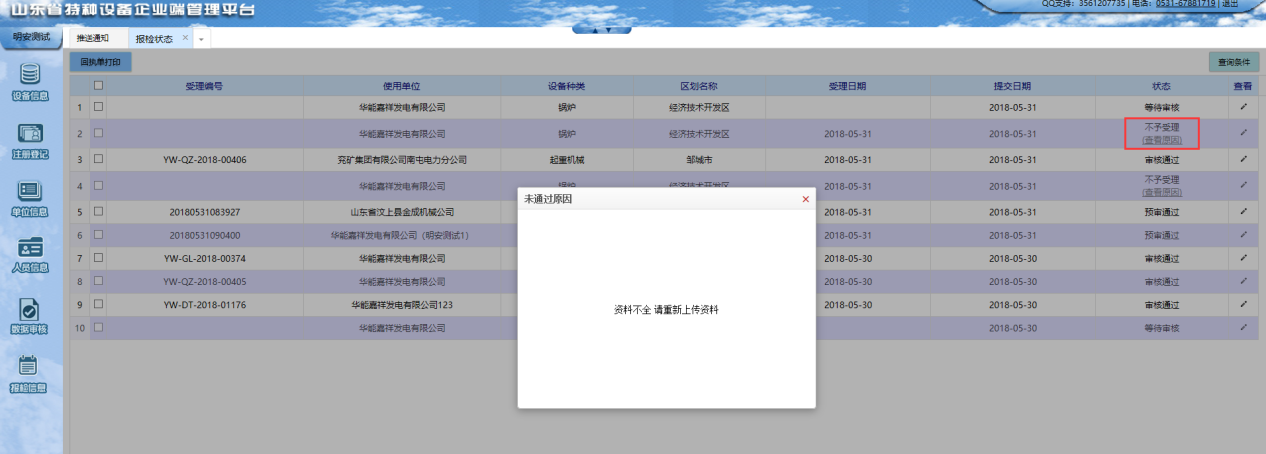 山东省特种设备企业端管理平台
QQ支持：3561207735 | 电话：0531-67881719 | 退出
明安测试 推送通知 报检状态 ×
回执单打印 查询条件
受理编号 使用单位 设备种类 区划名称 受理日期 提交日期 状态 查看
1 华能嘉祥发电有限公司 锅炉 经济技术开发区 2018-05-31 等待审核
2 华能嘉祥发电有限公司 锅炉 经济技术开发区 2018-05-31 2018-05-31 不予受理
(查看原因)
3 YW-QZ-2018-00406 兖矿集团有限公司南屯电力分公司 起重机械 邹城市 2018-05-31 2018-05-31 审核通过
4 华能嘉祥发电有限公司 锅炉 经济技术开发区 2018-05-31 2018-05-31 不予受理
(查看原因)
5 20180531083927 山东省汶上县金成机械公司 2018-05-31 2018-05-31 预审通过
6 20180531090400 华能嘉祥发电有限公司（明安测试1） 2018-05-31 2018-05-31 预审通过
7 YW-GL-2018-00374 华能嘉祥发电有限公司 2018-05-30 2018-05-30 审核通过
8 YW-QZ-2018-00405 华能嘉祥发电有限公司 2018-05-30 2018-05-30 审核通过
9 YW-DT-2018-01176 华能嘉祥发电有限公司123 2018-05-30 2018-05-30 审核通过
10 华能嘉祥发电有限公司 2018-05-30 等待审核
未通过原因 ×
资料不全 请重新上传资料
设备信息
注册登记
单位信息
人员信息
数据审核
报检信息